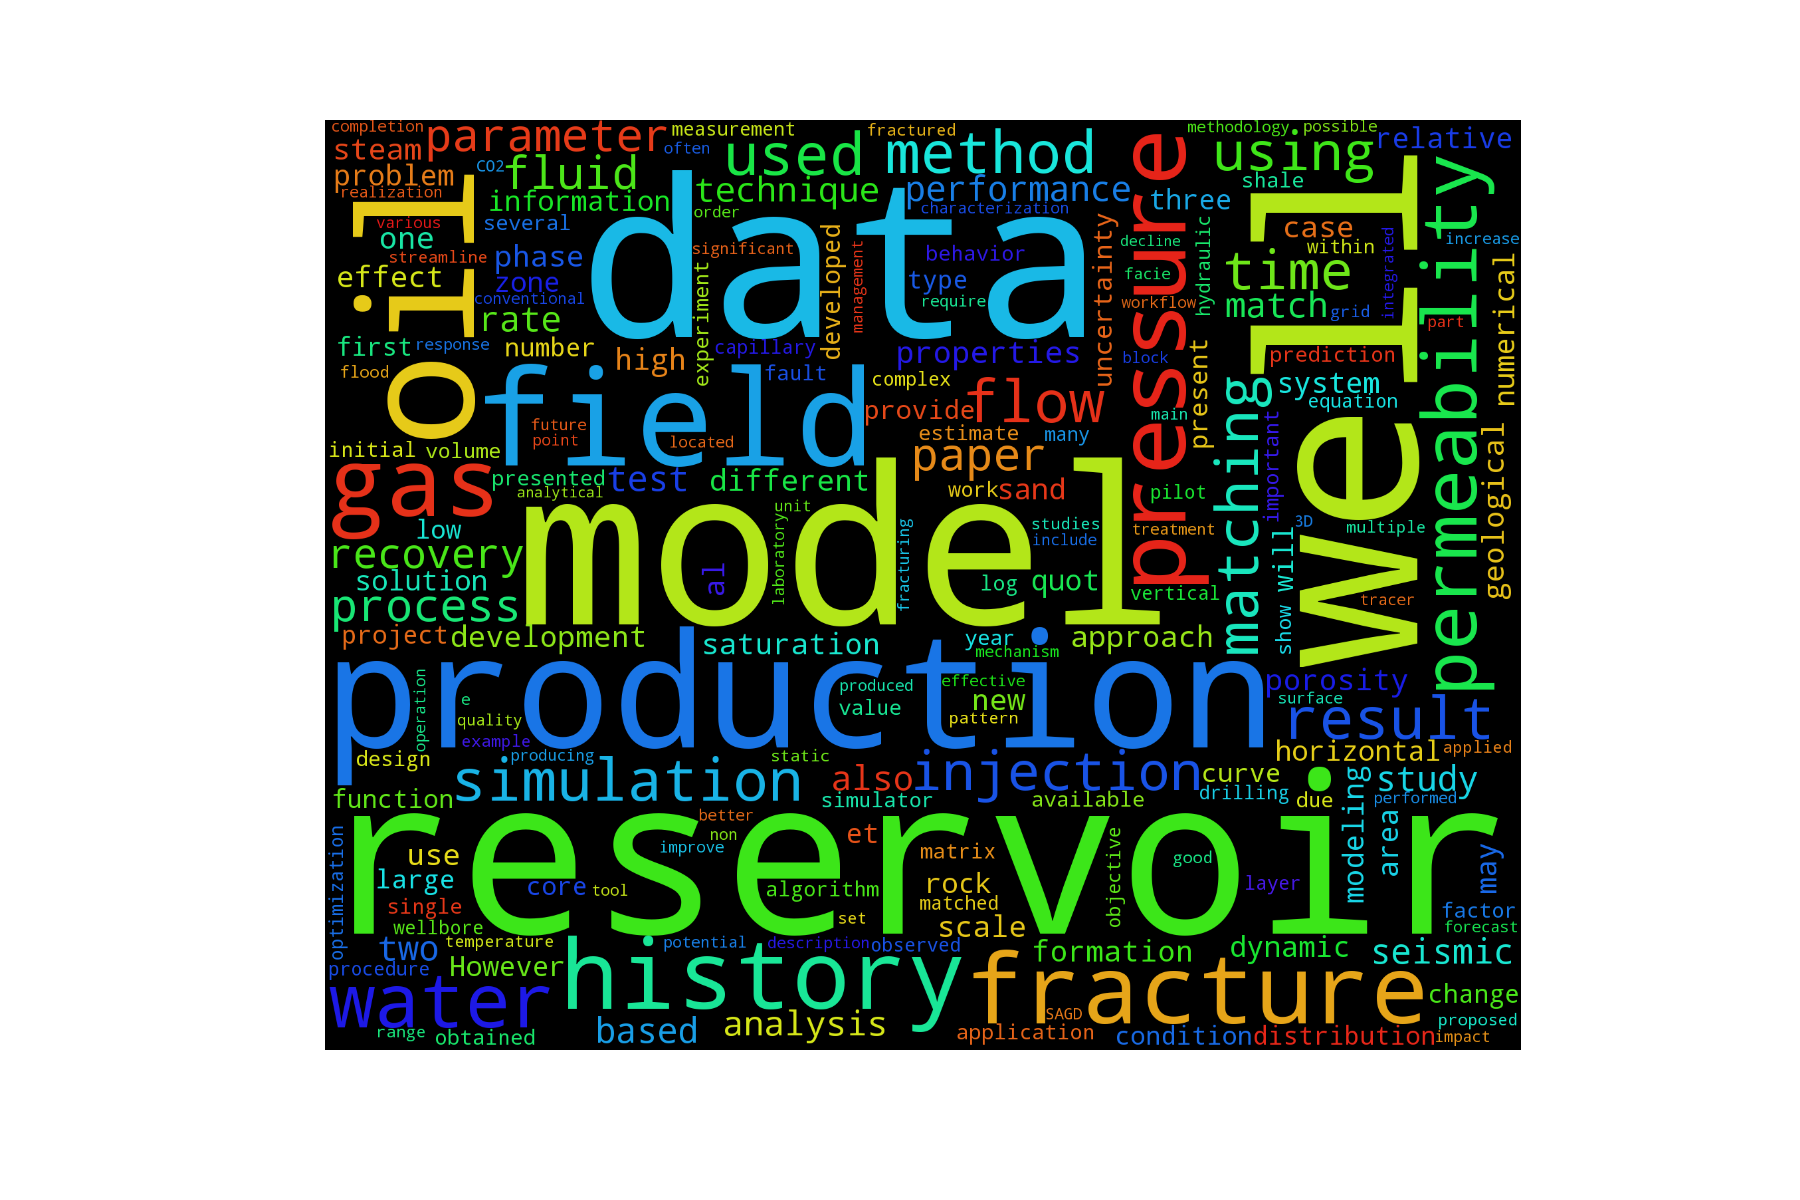 completion
parameter
measurement
fractured
methodology
possible
steam
often
used
method
using
relative
problem
CO2
fluid
technique
performance
three
shale
realization
information
order
characterization
various
several
case
one
significant
behavior
decline
within
increase
streamline
phase
data
oil
effect
zone
type
facie
time
conventional
require
workflow
match
grid
rate
experiment
developed
management
uncertainty
pressure
hydraulic
well
permeability
integrated
numerical
part
first
response
number
high
capillary
properties
block
prediction
flood
fault
complex
present
system
field
provide
flow
main
equation
future
point
located
estimate
many
matching
important
geological
initial
volume
paper
gas
presented
test
different
work
sand
pilot
analytical
unit
low
model
studies
include
treatment
3D
multiple
recovery
laboratory
fracturing
show
Will
solution
al
log
quot
vertical
tracer
process
project
development
saturation
year
approach
mechanism
production
operation
produced
effective
porosity
e
value
new
surface
quality
pattern
result
example
design
producing
static
horizontal
applied
simulation
also
injection
curve
study
function
simulator
available
drilling
due
performed
modeling
area
may
better
reservoir
optimization
use
non
improve
et
matrix
objective
good
large
core
tool
algorithm
rock
layer
single
matched
factor
wellbore
set
scale
forecast
two
temperature
potential
description
observed
formation
dynamic
seismic
procedure
However
history
fracture
water
change
range
obtained
based
analysis
SAGD
application
condition
distribution
proposed
impact